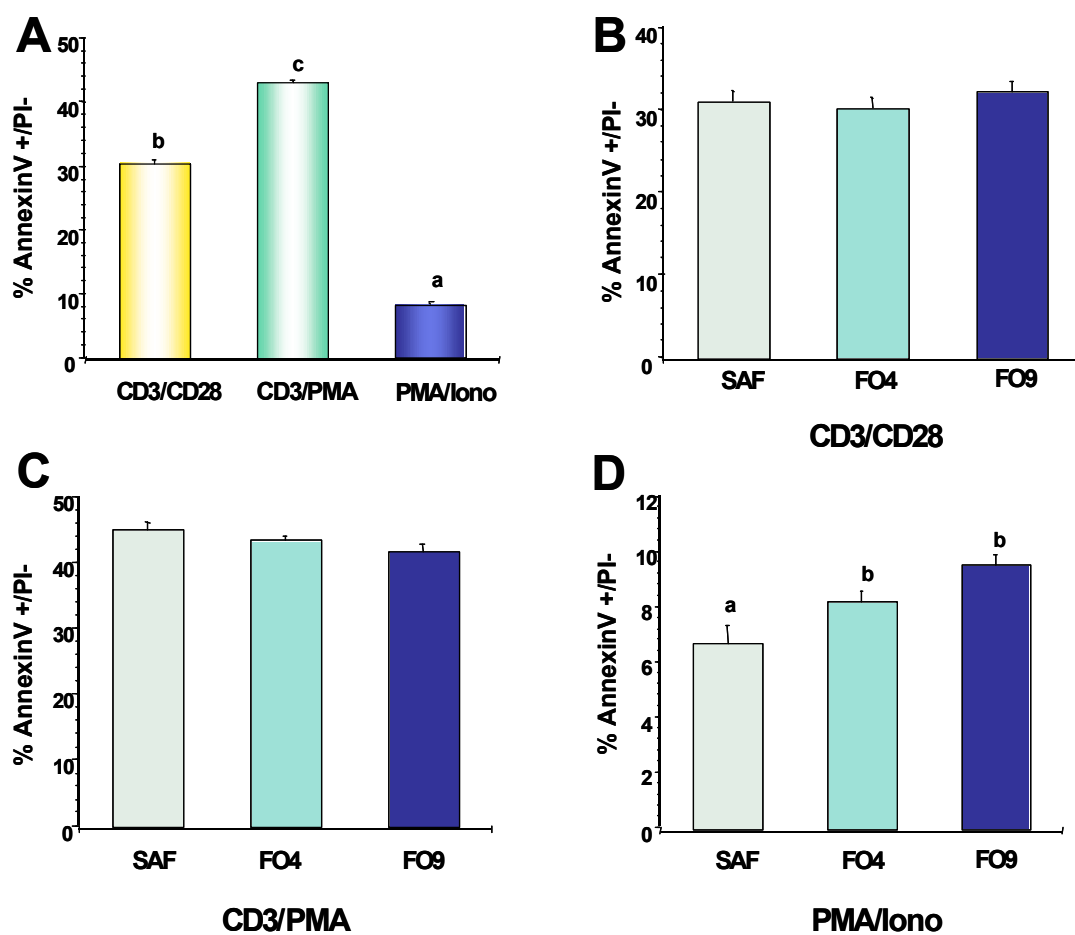 A
50
40
30
20
10
0
% AnnexinV +/PI-
b
c
a
CD3/CD28
CD3/PMA
PMA/Iono
B
40
30
20
10
0
% AnnexinV +/PI-
SAF
FO4
FO9
CD3/CD28
C
50
40
30
20
10
0
% AnnexinV +/PI-
SAF
FO4
FO9
CD3/PMA
D
12
10
8
6
4
2
0
% AnnexinV +/PI-
a
b
b
SAF
FO4
FO9
PMA/Iono